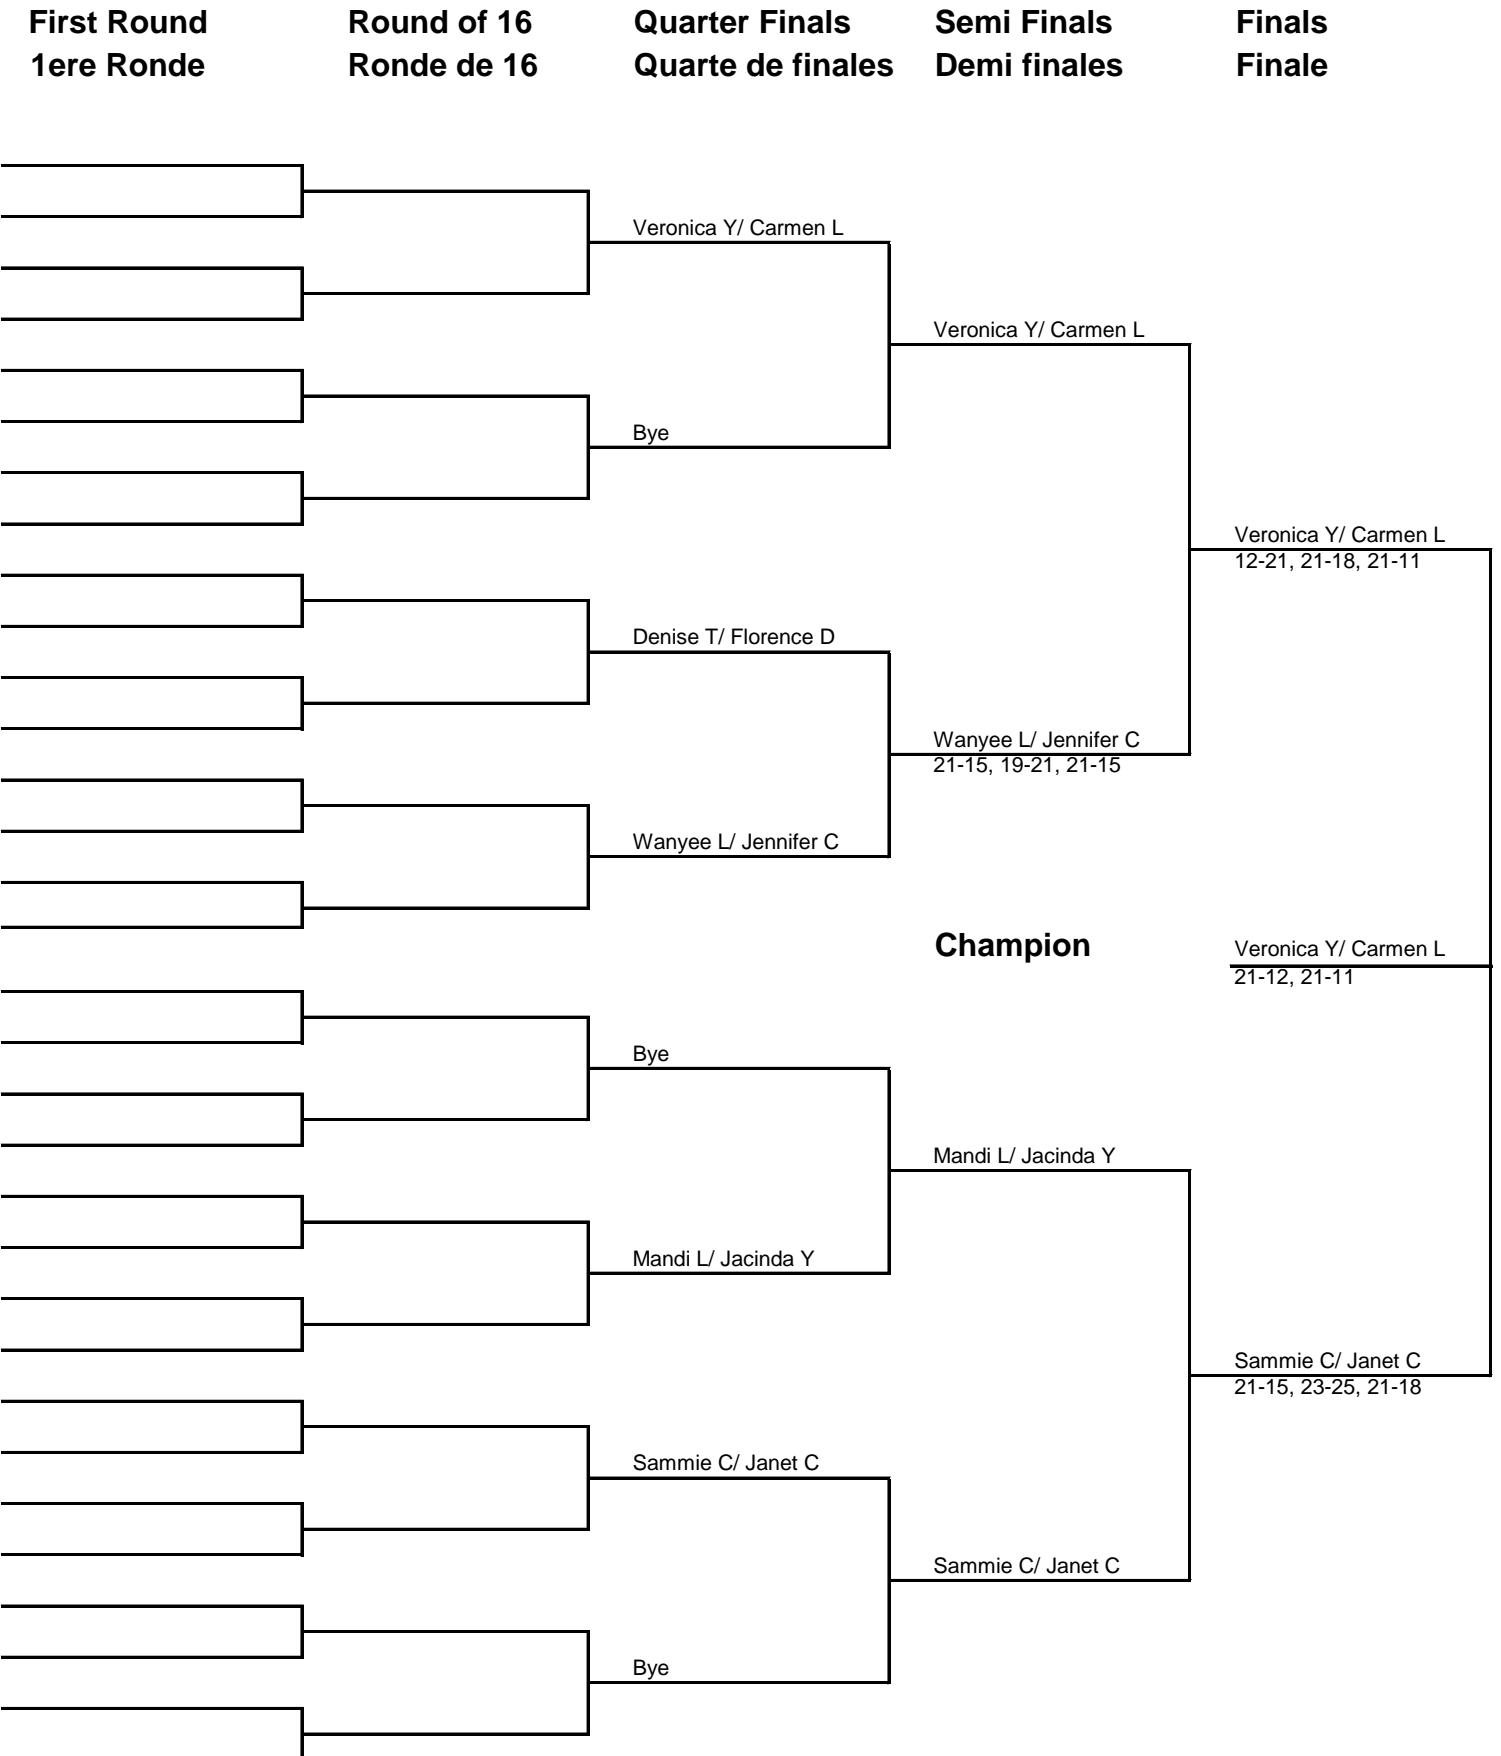 First Round
Round of 16
Quarter Finals
Semi Finals
Finals
1ere Ronde
Ronde de 16
Quarte de finales
Demi finales
Finale
Veronica Y/ Carmen L
Veronica Y/ Carmen L
Bye
Veronica Y/ Carmen L
12-21, 21-18, 21-11
Denise T/ Florence D
Wanyee L/ Jennifer C
21-15, 19-21, 21-15
Wanyee L/ Jennifer C
Champion
Veronica Y/ Carmen L
21-12, 21-11
Bye
Mandi L/ Jacinda Y
Mandi L/ Jacinda Y
Sammie C/ Janet C
21-15, 23-25, 21-18
Sammie C/ Janet C
Sammie C/ Janet C
Bye